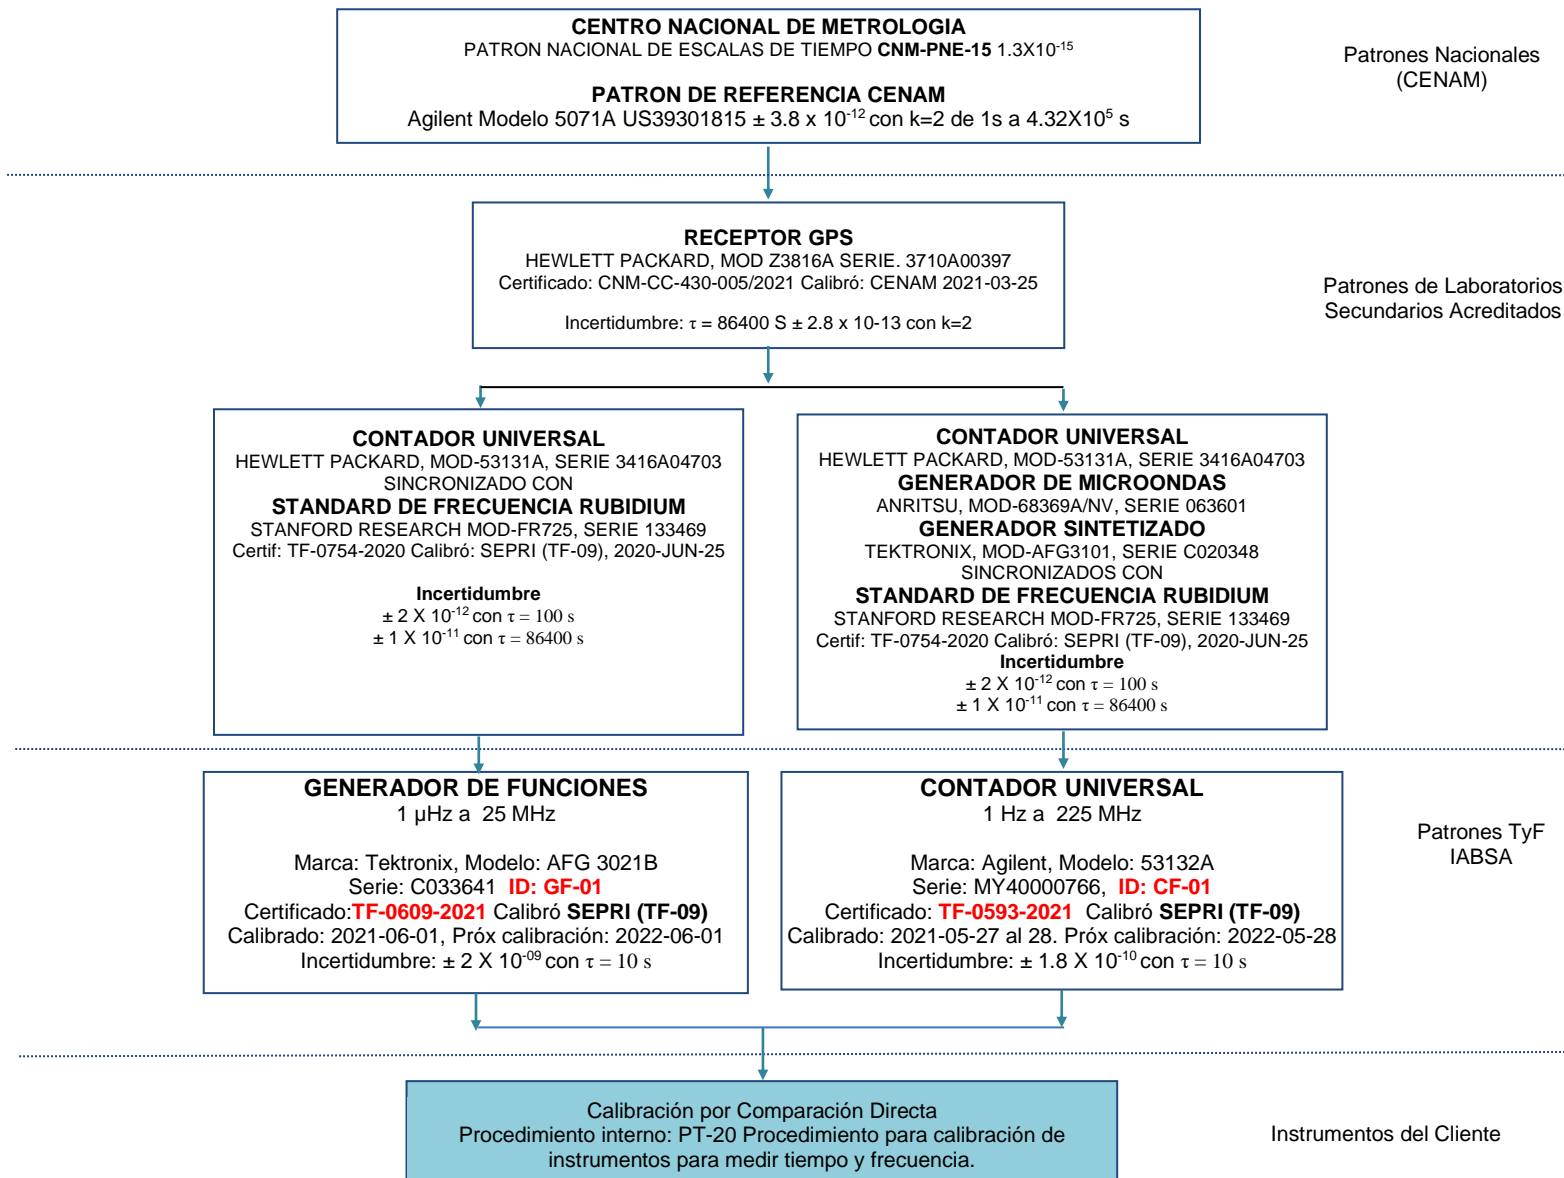 CENTRO NACIONAL DE METROLOGIA
PATRON NACIONAL DE ESCALAS DE TIEMPO CNM-PNE-15 1.3X10⁻¹⁵
PATRON DE REFERENCIA CENAM
Agilent Modelo 5071A US39301815 ± 3.8 x 10⁻¹² con k=2 de 1s a 4.32X10⁵ s
Patrones Nacionales
(CENAM)
RECEPTOR GPS
HEWLETT PACKARD, MOD Z3816A SERIE. 3710A00397
Certificado: CNM-CC-430-005/2021 Calibró: CENAM 2021-03-25
Incertidumbre: τ = 86400 S ± 2.8 x 10-13 con k=2
Patrones de Laboratorios
Secundarios Acreditados
CONTADOR UNIVERSAL
HEWLETT PACKARD, MOD-53131A, SERIE 3416A04703
SINCRONIZADO CON
STANDARD DE FRECUENCIA RUBIDIUM
STANFORD RESEARCH MOD-FR725, SERIE 133469
Certif: TF-0754-2020 Calibró: SEPRI (TF-09), 2020-JUN-25
Incertidumbre
± 2 X 10⁻¹² con τ = 100 s
± 1 X 10⁻¹¹ con τ = 86400 s
CONTADOR UNIVERSAL
HEWLETT PACKARD, MOD-53131A, SERIE 3416A04703
GENERADOR DE MICROONDAS
ANRITSU, MOD-68369A/NV, SERIE 063601
GENERADOR SINTETIZADO
TEKTRONIX, MOD-AFG3101, SERIE C020348
SINCRONIZADOS CON
STANDARD DE FRECUENCIA RUBIDIUM
STANFORD RESEARCH MOD-FR725, SERIE 133469
Certif: TF-0754-2020 Calibró: SEPRI (TF-09), 2020-JUN-25
Incertidumbre
± 2 X 10⁻¹² con τ = 100 s
± 1 X 10⁻¹¹ con τ = 86400 s
GENERADOR DE FUNCIONES
1 µHz a 25 MHz
Marca: Tektronix, Modelo: AFG 3021B
Serie: C033641 ID: GF-01
Certificado:TF-0609-2021 Calibró SEPRI (TF-09)
Calibrado: 2021-06-01, Próx calibración: 2022-06-01
Incertidumbre: ± 2 X 10⁻⁰⁹ con τ = 10 s
CONTADOR UNIVERSAL
1 Hz a 225 MHz
Marca: Agilent, Modelo: 53132A
Serie: MY40000766, ID: CF-01
Certificado: TF-0593-2021 Calibró SEPRI (TF-09)
Calibrado: 2021-05-27 al 28. Próx calibración: 2022-05-28
Incertidumbre: ± 1.8 X 10⁻¹⁰ con τ = 10 s
Patrones TyF
IABSA
Calibración por Comparación Directa
Procedimiento interno: PT-20 Procedimiento para calibración de
instrumentos para medir tiempo y frecuencia.
Instrumentos del Cliente